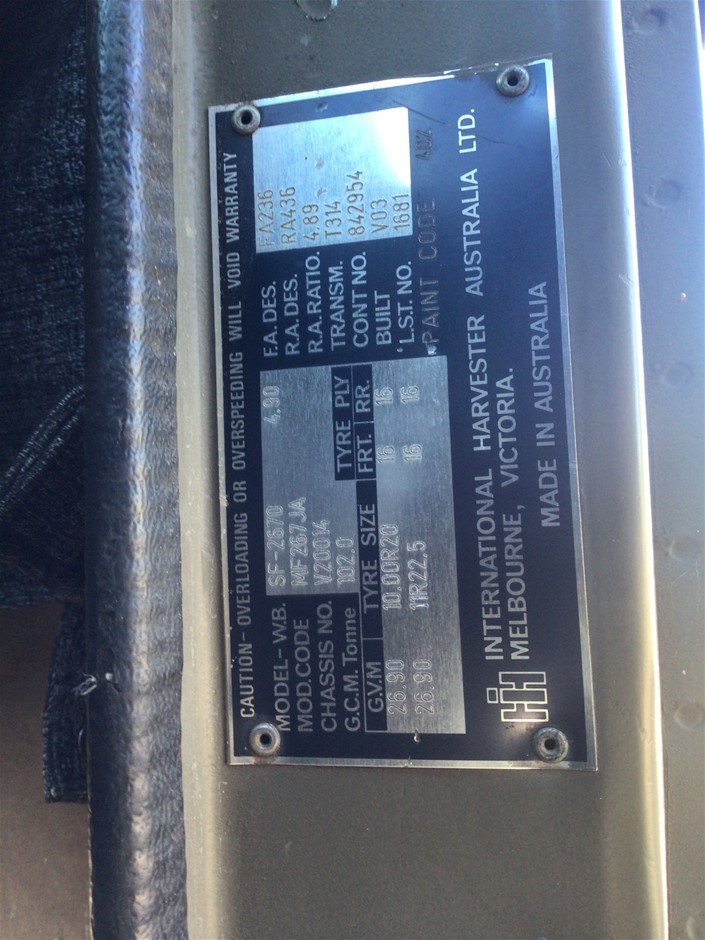 CAUTION- OVERLOADING OR OVERSPEEDING WILL VOID WARRANTY
MODEL-W.B. SF-2670 4.90 F.A. DES. FA236
MOD.CODE MF267JA R.A. DES. RA436
CHASSIS NO. V20014 R.A. RATIO. 4.89
G.C.M. Tonne 102.0 TRANSM. T314
TYRE PLY CONT NO. 842954
G.V.M TYRE SIZE FRT. RR. BUILT V03
26.90 10.00R20 16 16 L.S.T. NO. 1681
26.90 11R22.5 16 16 PAINT CODE
INTERNATIONAL HARVESTER AUSTRALIA LTD.
MELBOURNE, VICTORIA.
MADE IN AUSTRALIA